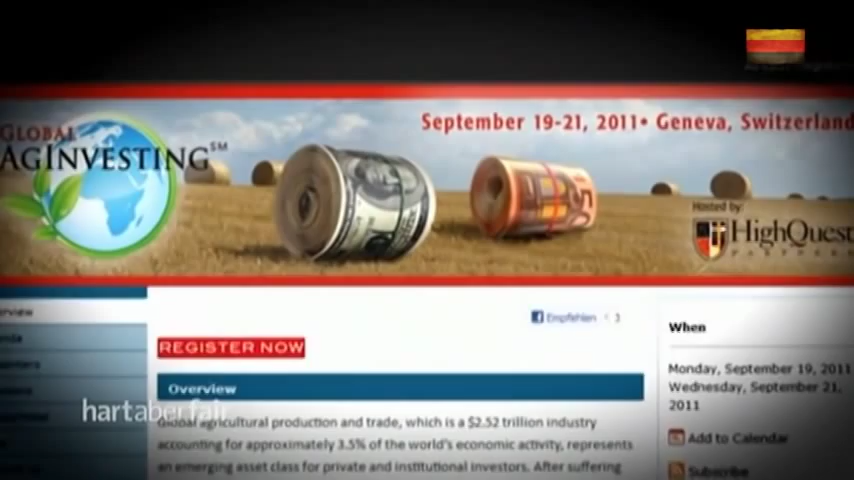 September 19-21, 2011• Geneva, Switzerland
GLOBAL
AGINVESTING SM
Hosted by:
HighQuest
Empfehlen
REGISTER NOW
When
Overview
Monday, September 19, 2011
Wednesday, September 21,
2011
hartaberfair
Global agricultural production and trade, which is a $2.52 trillion industry
accounting for approximately 3.5% of the world's economic activity, represents
an emerging asset class for private and institutional investors. After suffering
Add to Calendar
Subscribe